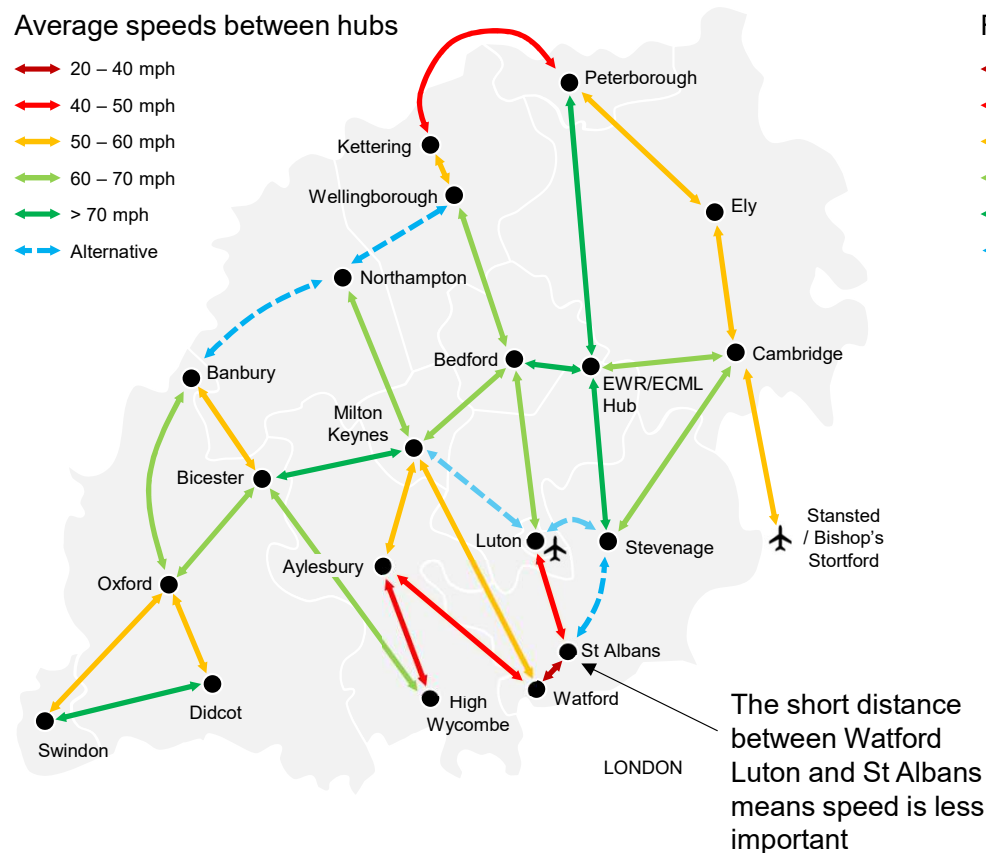 Average speeds between hubs
20 – 40 mph
40 – 50 mph
50 – 60 mph
60 – 70 mph
> 70 mph
Alternative
Peterborough
Kettering
Wellingborough
Ely
Northampton
Bedford
Cambridge
EWR/ECML
Hub
Banbury
Milton
Keynes
Bicester
Luton
Stevenage
Stansted
/ Bishop's
Stortford
Aylesbury
Oxford
St Albans
Didcot
High
Wycombe
Watford
Swindon
LONDON
The short distance
between Watford
Luton and St Albans
means speed is less
important